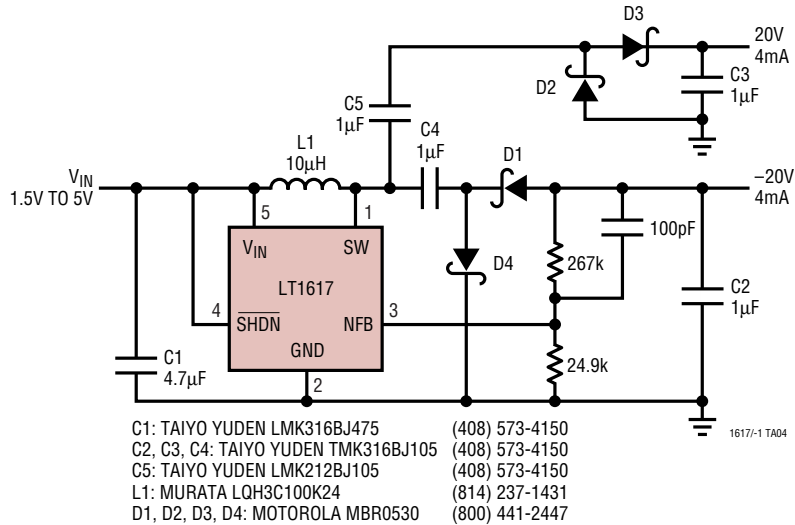 D3
20V
4mA
D2
C3
1µF
C5
1µF
C4
1µF
L1
10µH
D1
VIN
1.5V TO 5V
–20V
4mA
5
1
VIN
SW
100pF
D4
267k
LT1617
C2
1µF
4
SHDN
NFB
3
GND
C1
4.7µF
2
24.9k
C1: TAIYO YUDEN LMK316BJ475 (408) 573-4150
C2, C3, C4: TAIYO YUDEN TMK316BJ105 (408) 573-4150
C5: TAIYO YUDEN LMK212BJ105 (408) 573-4150
L1: MURATA LQH3C100K24 (814) 237-1431
D1, D2, D3, D4: MOTOROLA MBR0530 (800) 441-2447
1617/-1 TA04